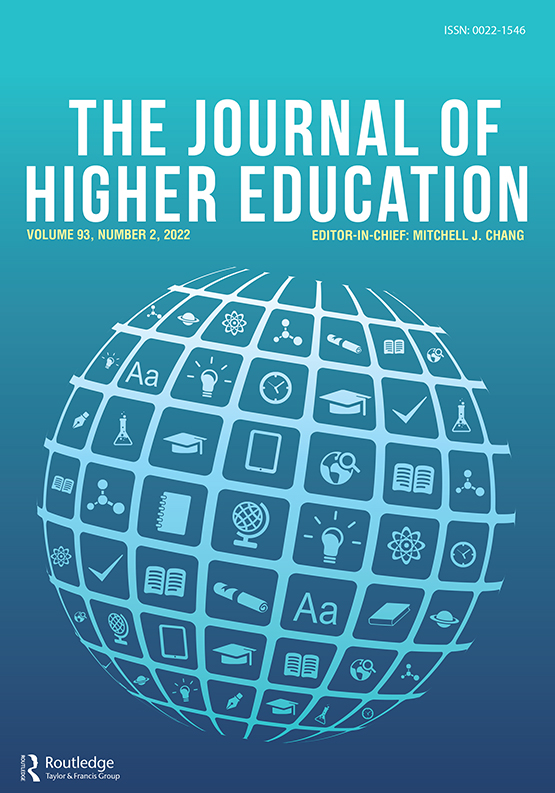 ISSN: 0022-1546
THE JOURNAL OF
HIGHER EDUCATION
VOLUME 93, NUMBER 2, 2022
EDITOR-IN-CHIEF: MITCHELL J. CHANG
Aa
Aa
ROUTLEDGE
Routledge
Taylor & Francis Group